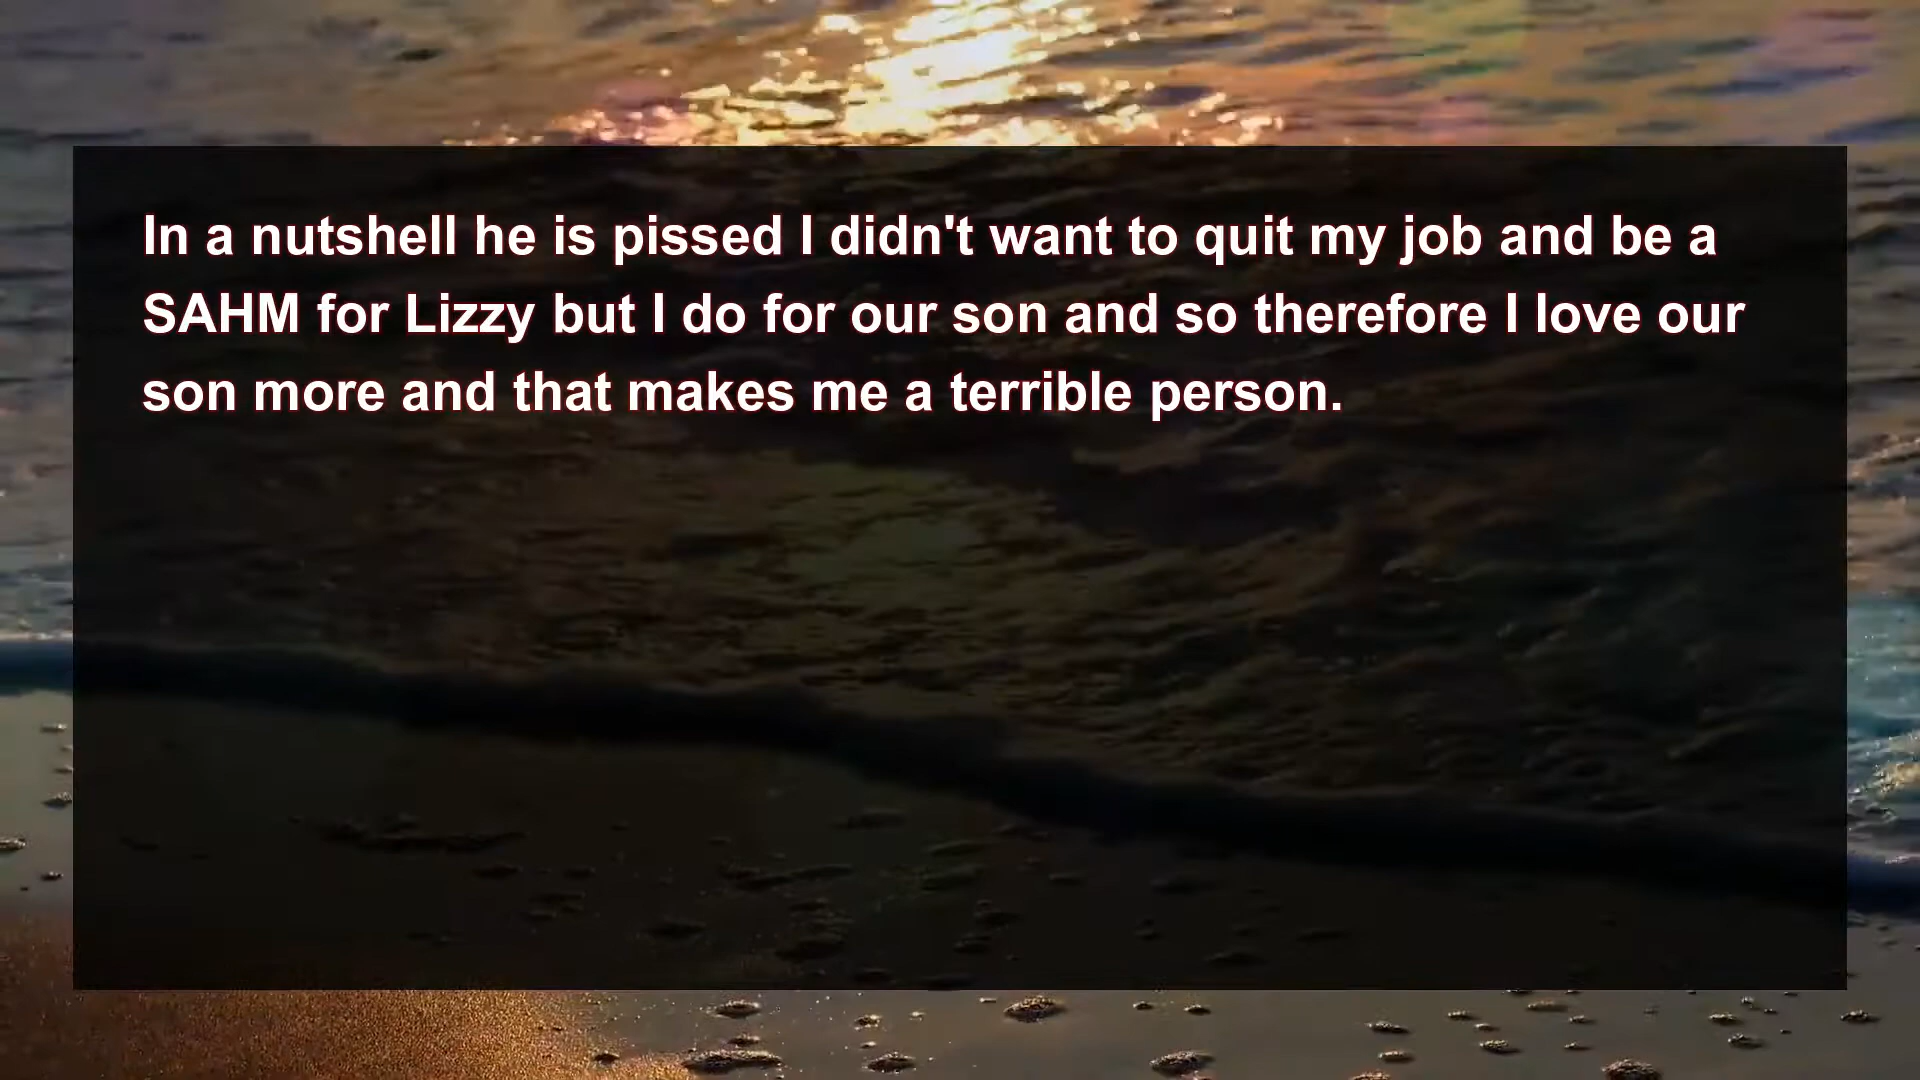 In a nutshell he is pissed I didn't want to quit my job and be a
SAHM for Lizzy but I do for our son and so therefore I love our
son more and that makes me a terrible person.